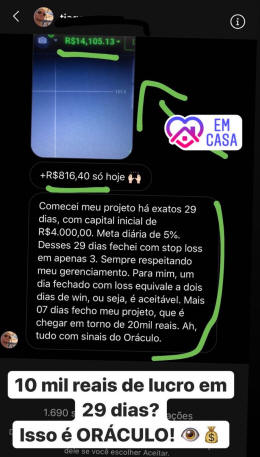 R$14,105.13
EM
CASA
+R$816,40 só hoje 🙌🏻
Comecei meu projeto há exatos 29
dias, com capital inicial de
R$4.000,00. Meta diária de 5%.
Desses 29 dias fechei com stop loss
em apenas 3. Sempre respeitando
meu gerenciamento. Para mim, um
dia fechado com loss equivale a dois
dias de win, ou seja, é aceitável. Mais
07 dias fecho meu projeto, que é
chegar em torno de 20mil reais. Ah,
tudo com sinais do Oráculo.
10 mil reais de lucro em
29 dias?
1.690
Isso é ORÁCULO! 👁️💰
dele se você escolher Aceitar.